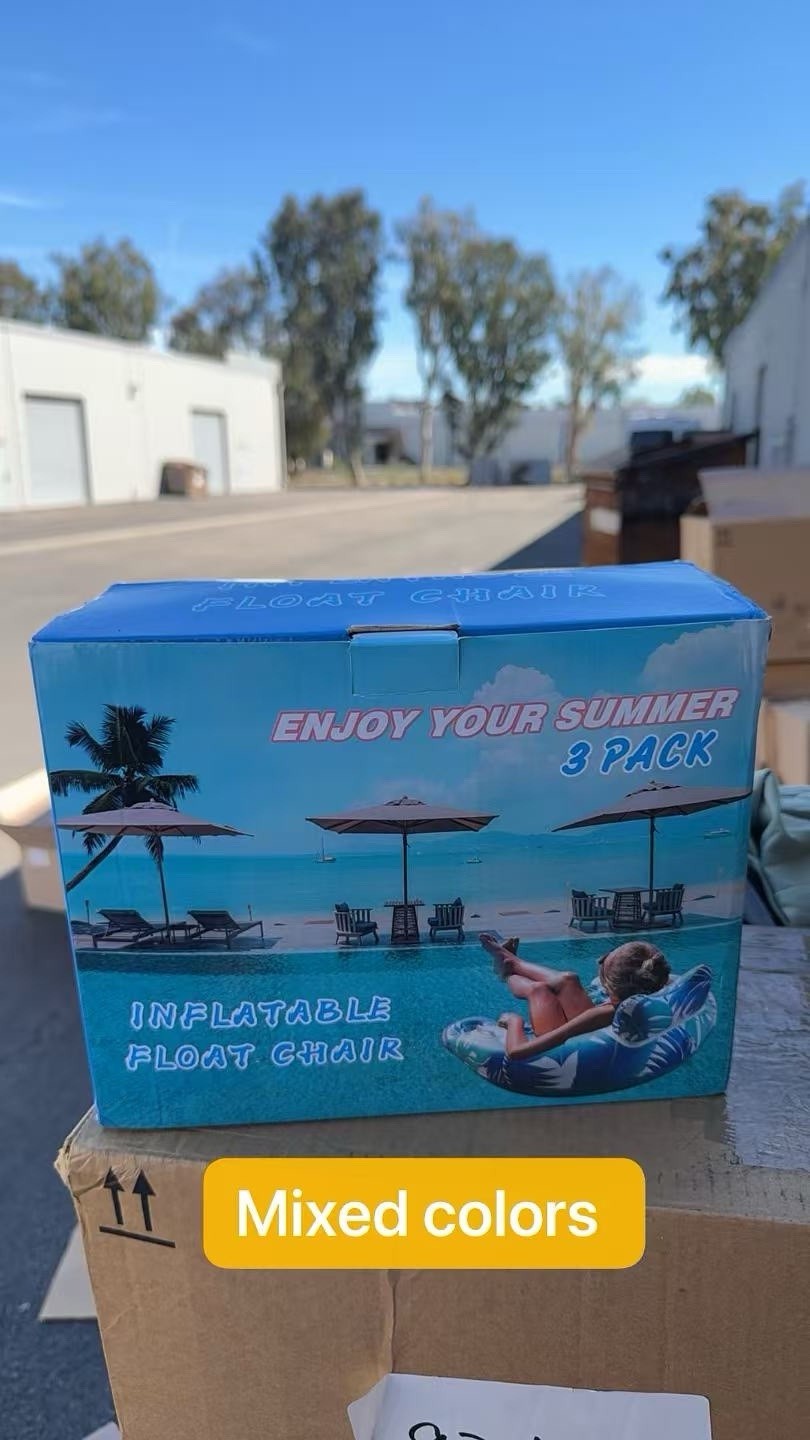 FLOAT CHAIR
ENJOY YOUR SUMMER
3 PACK
INFLATABLE
FLOAT CHAIR
Mixed colors